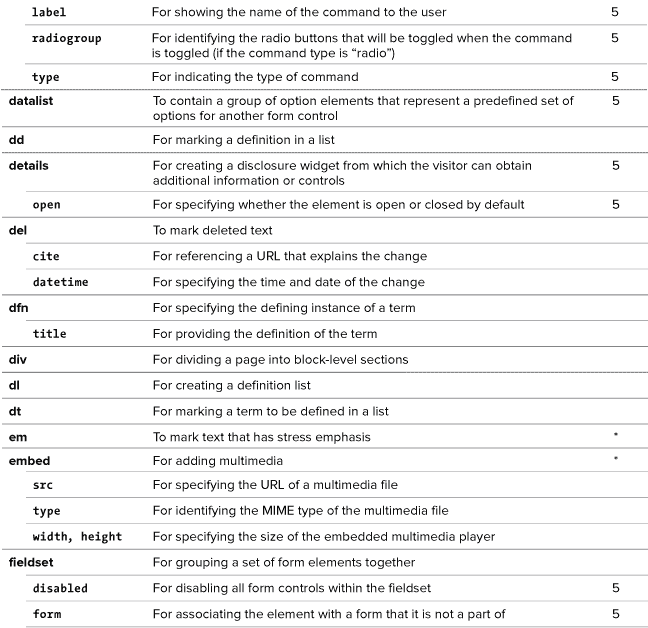 label For showing the name of the command to the user 5
radiogroup For identifying the radio buttons that will be toggled when the command 5
is toggled (if the command type is “radio”)
type For indicating the type of command 5
datalist To contain a group of option elements that represent a predefined set of 5
options for another form control
dd For marking a definition in a list
details For creating a disclosure widget from which the visitor can obtain 5
additional information or controls
open For specifying whether the element is open or closed by default 5
del To mark deleted text
cite For referencing a URL that explains the change
datetime For specifying the time and date of the change
dfn For specifying the defining instance of a term
title For providing the definition of the term
div For dividing a page into block-level sections
dl For creating a definition list
dt For marking a term to be defined in a list
em To mark text that has stress emphasis *
embed For adding multimedia *
src For specifying the URL of a multimedia file
type For identifying the MIME type of the multimedia file
width, height For specifying the size of the embedded multimedia player
fieldset For grouping a set of form elements together
disabled For disabling all form controls within the fieldset 5
form For associating the element with a form that it is not a part of 5